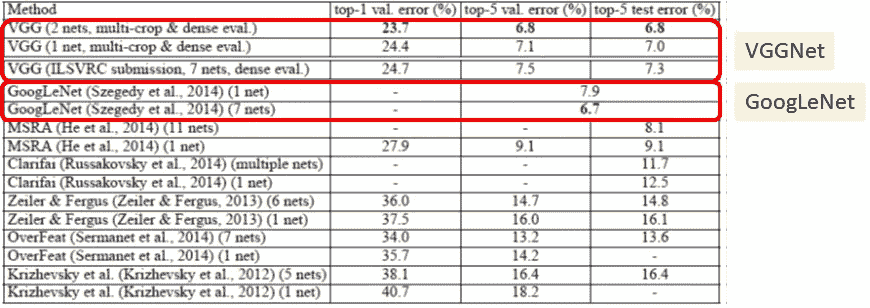 Method top-1 val. error (%) top-5 val. error (%) top-5 test error (%)
VGG (2 nets, multi-crop & dense eval.) 23.7 6.8 6.8
VGG (1 net, multi-crop & dense eval.) 24.4 7.1 7.0
VGG (ILSVRC submission, 7 nets, dense eval.) 24.7 7.5 7.3
VGGNet
GoogLeNet (Szegedy et al., 2014) (1 net) - 7.9
GoogLeNet (Szegedy et al., 2014) (7 nets) - 6.7
GoogLeNet
MSRA (He et al., 2014) (11 nets) - - 8.1
MSRA (He et al., 2014) (1 net) 27.9 9.1 9.1
Clarifai (Russakovsky et al., 2014) (multiple nets) - - 11.7
Clarifai (Russakovsky et al., 2014) (1 net) - - 12.5
Zeiler & Fergus (Zeiler & Fergus, 2013) (6 nets) 36.0 14.7 14.8
Zeiler & Fergus (Zeiler & Fergus, 2013) (1 net) 37.5 16.0 16.1
OverFeat (Sermanet et al., 2014) (7 nets) 34.0 13.2 13.6
OverFeat (Sermanet et al., 2014) (1 net) 35.7 14.2 -
Krizhevsky et al. (Krizhevsky et al., 2012) (5 nets) 38.1 16.4 16.4
Krizhevsky et al. (Krizhevsky et al., 2012) (1 net) 40.7 18.2 -